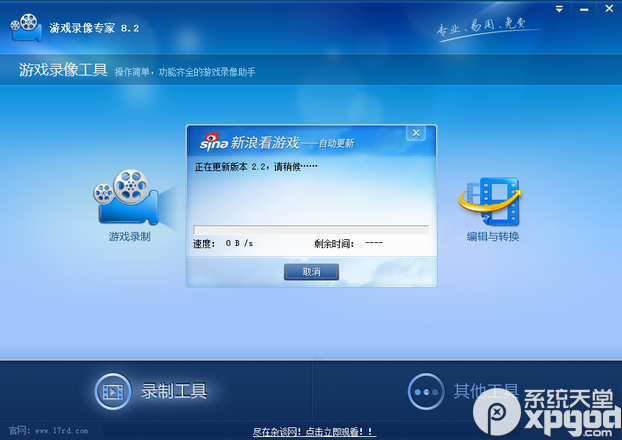 游戏录像专家 8.2
专业、易用、免费
游戏录像工具 操作简单，功能齐全的游戏录像助手
sina 新浪看游戏——自动更新
正在更新版本 2.2，请稍候……
速度： 0 B /s 剩余时间： ----
取消
游戏录制
编辑与转换
录制工具
其他工具
官网：www.17rd.com
尽在杂谈网！点击立即观看！！
系统天堂
xpgod
.com